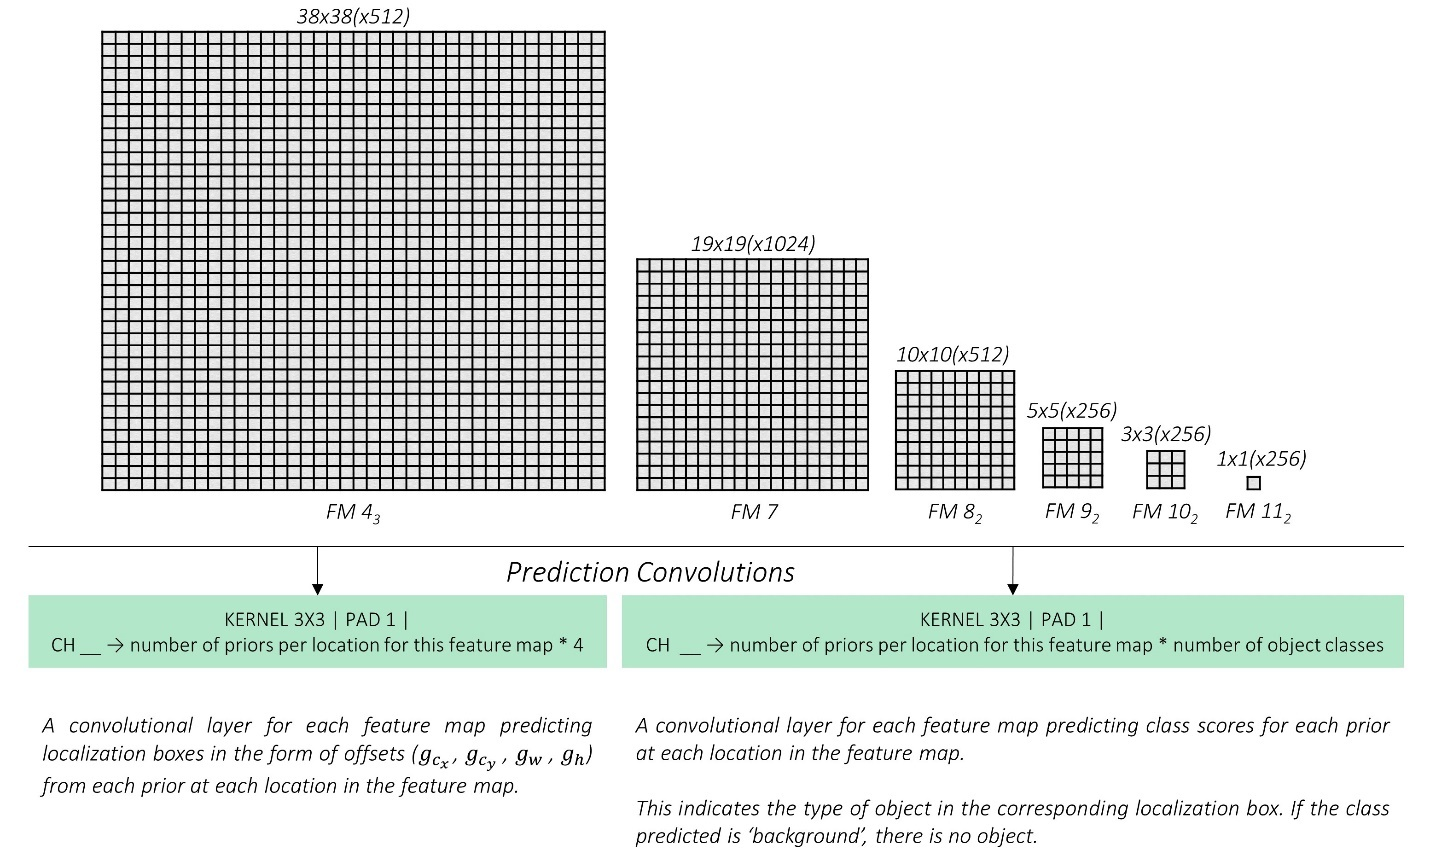 38x38(x512)
19x19(x1024)
10x10(x512)
5x5(x256)
3x3(x256)
1x1(x256)
FM 4₃
FM 7
FM 8₂
FM 9₂
FM 10₂
FM 11₂
Prediction Convolutions
KERNEL 3X3 | PAD 1 |
CH __ → number of priors per location for this feature map * 4
KERNEL 3X3 | PAD 1 |
CH __ → number of priors per location for this feature map * number of object classes
A convolutional layer for each feature map predicting
localization boxes in the form of offsets (g_{c_x}, g_{c_y}, g_w, g_h)
from each prior at each location in the feature map.
A convolutional layer for each feature map predicting class scores for each prior
at each location in the feature map.
This indicates the type of object in the corresponding localization box. If the class
predicted is ‘background’, there is no object.